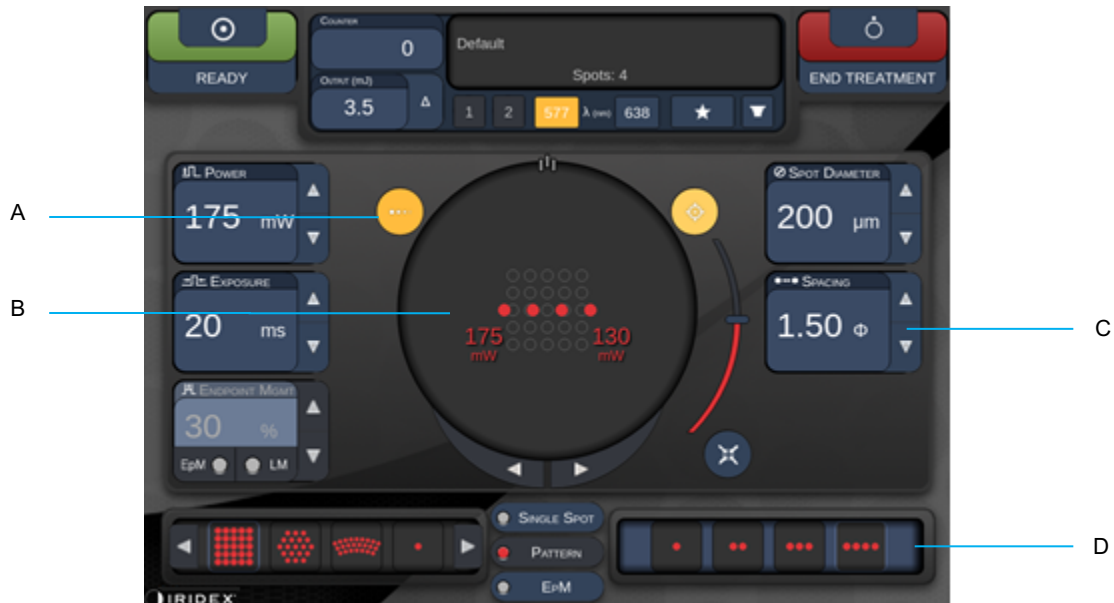 READY
COUNTER
0
OUTPUT (mJ)
3.5
Δ
Default
Spots: 4
1 2 577 λ (nm) 638
END TREATMENT
A
B
C
D
POWER
175 mW
EXPOSURE
20 ms
ENDPOINT MGMT
30 %
EpM LM
175
mW
130
mW
SPOT DIAMETER
200 µm
SPACING
1.50 Φ
SINGLE SPOT
PATTERN
EPM
IRIDEX